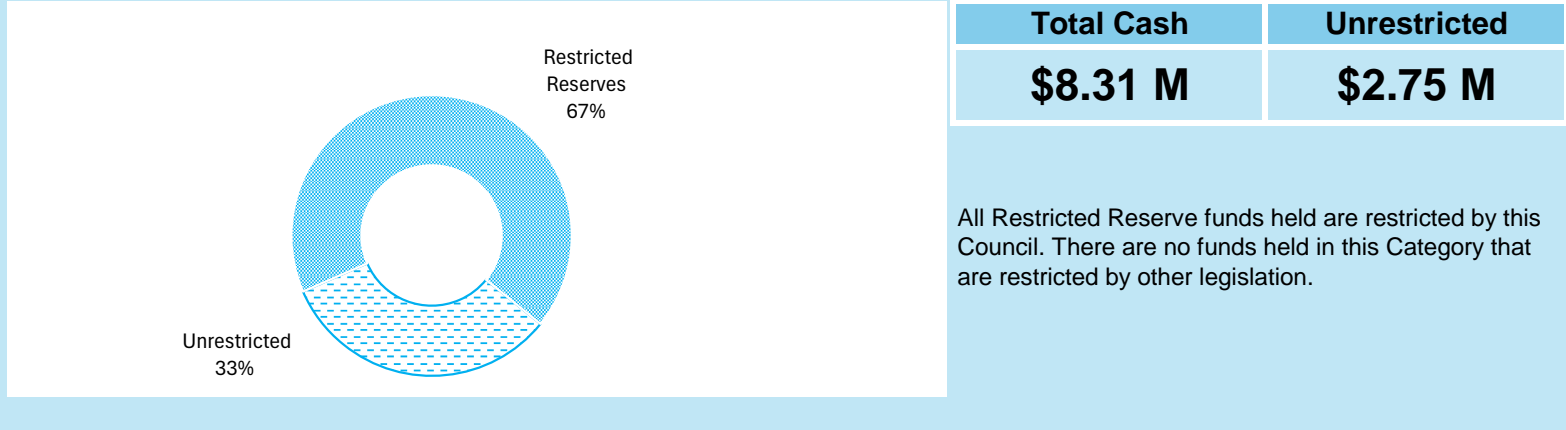 Restricted
Reserves
67%
Unrestricted
33%
Total Cash
Unrestricted
$8.31 M
$2.75 M
All Restricted Reserve funds held are restricted by this
Council. There are no funds held in this Category that
are restricted by other legislation.